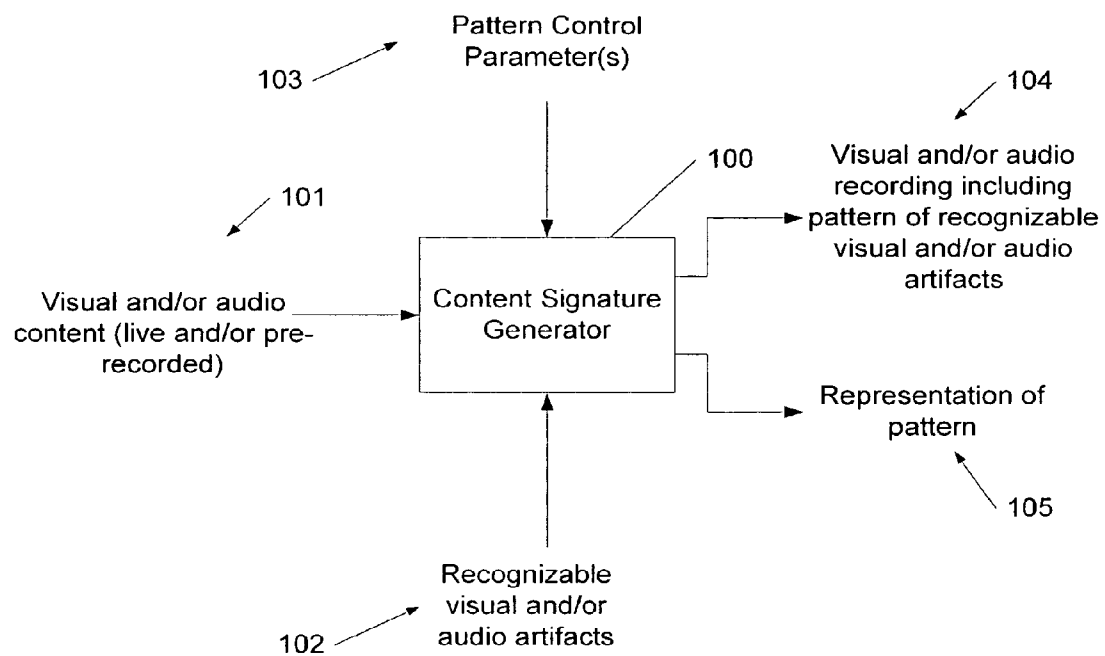 Pattern Control
Parameter(s)
103
104
100
Visual and/or audio
recording including
pattern of recognizable
visual and/or audio
artifacts
101
Visual and/or audio
content (live and/or pre-
recorded)
Content Signature
Generator
Representation of
pattern
105
Recognizable
visual and/or
audio artifacts
102